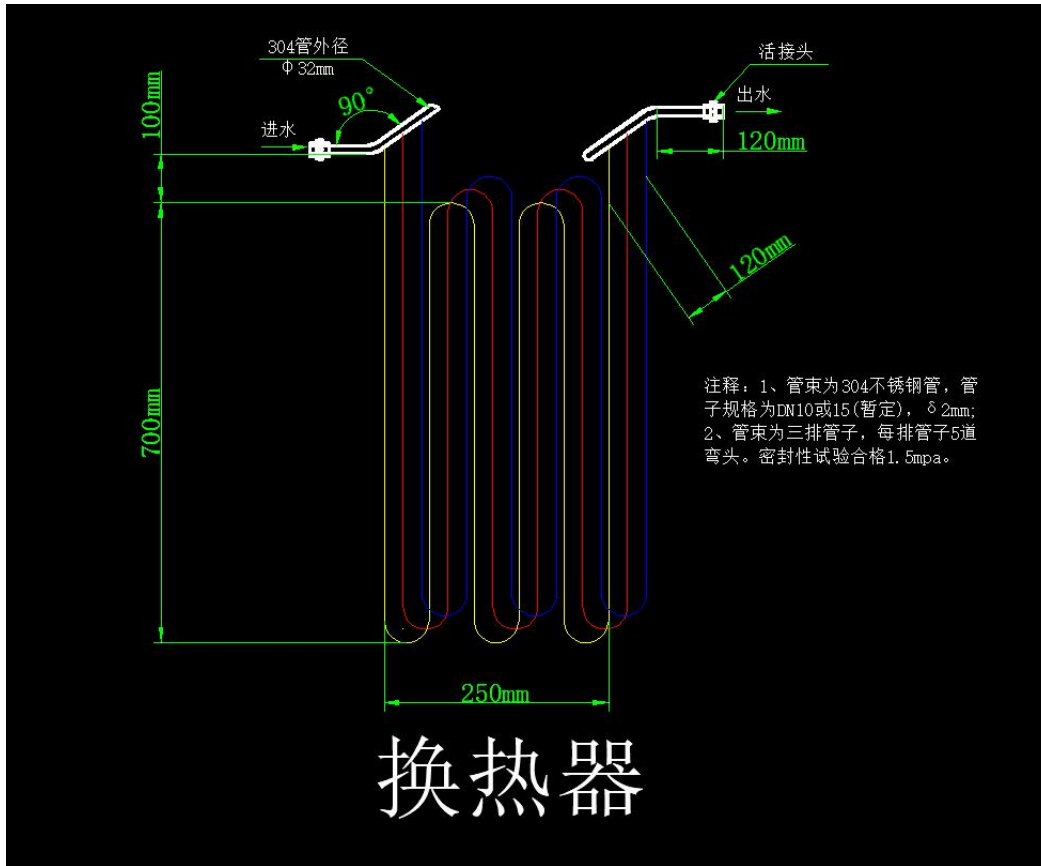 304管外径
Φ32mm
活接头
90°
出水
进水
100mm
120mm
120mm
700mm
注释：1、管束为304不锈钢管，管
子规格为DN10或15(暂定)，δ2mm;
2、管束为三排管子，每排管子5道
弯头。密封性试验合格1.5mpa。
250mm
换热器